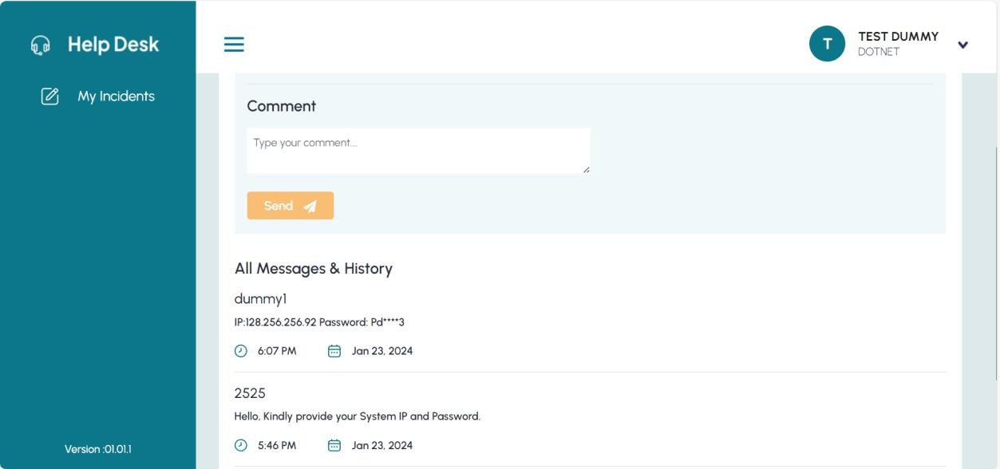 Help Desk
My Incidents
T
TEST DUMMY
DOTNET
Comment
Type your comment....
Send
All Messages & History
dummy1
IP:128.256.256.92 Password: Pd****3
6:07 PM Jan 23, 2024
2525
Hello, Kindly provide your System IP and Password.
5:46 PM Jan 23, 2024
Version :01.01.1